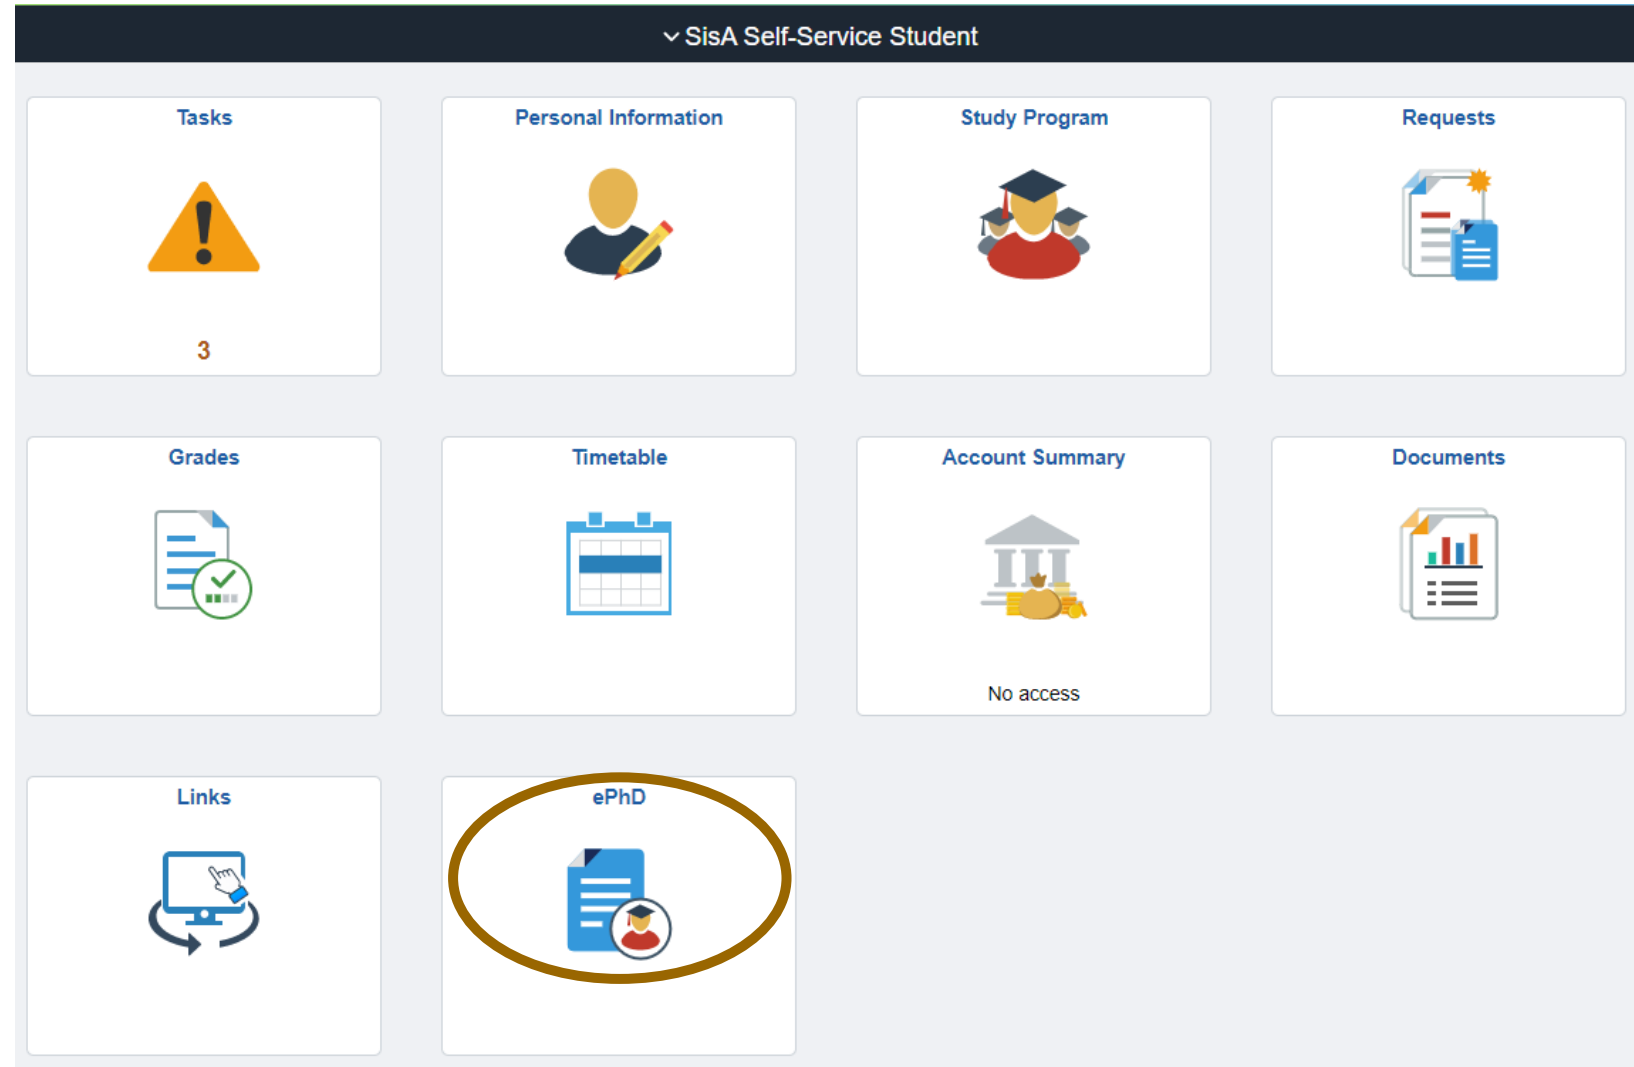 SisA Self-Service Student
Tasks
Personal Information
Study Program
Requests
3
Grades
Timetable
Account Summary
Documents
No access
Links
ePhD